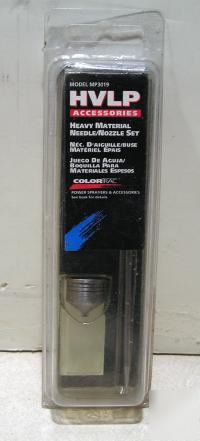 MODEL MP3019
HVLP
ACCESSORIES
HEAVY MATERIAL
NEEDLE/NOZZLE SET
NÉC. D'AIGUILLE/BUSE
MATÉRIEL ÉPAIS
JUEGO DE AGUJA/
BOQUILLA PARA
MATERIALES ESPESOS
POWER SPRAYERS & ACCESSORIES
See back for details